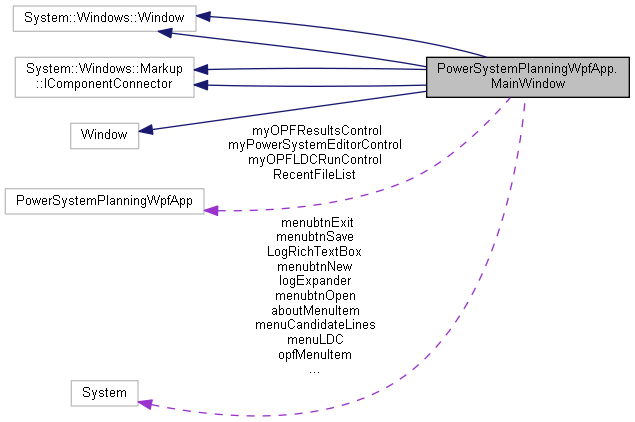 System::Windows::Window
System::Windows::Markup
::IComponentConnector
PowerSystemPlanningWpfApp.
MainWindow
Window
myOPFResultsControl
myPowerSystemEditorControl
myOPFLDCRunControl
RecentFileList
PowerSystemPlanningWpfApp
menubtnExit
menubtnSave
LogRichTextBox
menubtnNew
logExpander
menubtnOpen
aboutMenuItem
menuCandidateLines
menuLDC
opfMenuItem
...
System